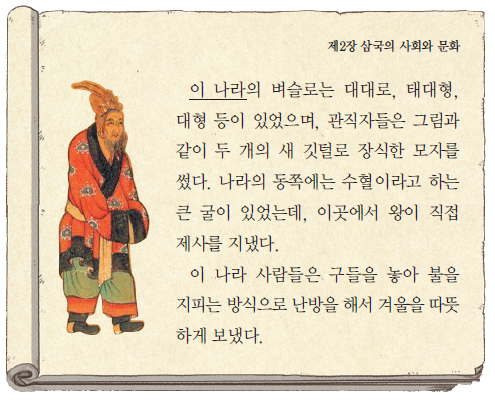 제2장 삼국의 사회와 문화
이 나라의 벼슬로는 대대로, 태대형,
대형 등이 있었으며, 관직자들은 그림과
같이 두 개의 새 깃털로 장식한 모자를
썼다. 나라의 동쪽에는 수혈이라고 하는
큰 굴이 있었는데, 이곳에서 왕이 직접
제사를 지냈다.
이 나라 사람들은 구들을 놓아 불을
지피는 방식으로 난방을 해서 겨울을 따뜻
하게 보냈다.